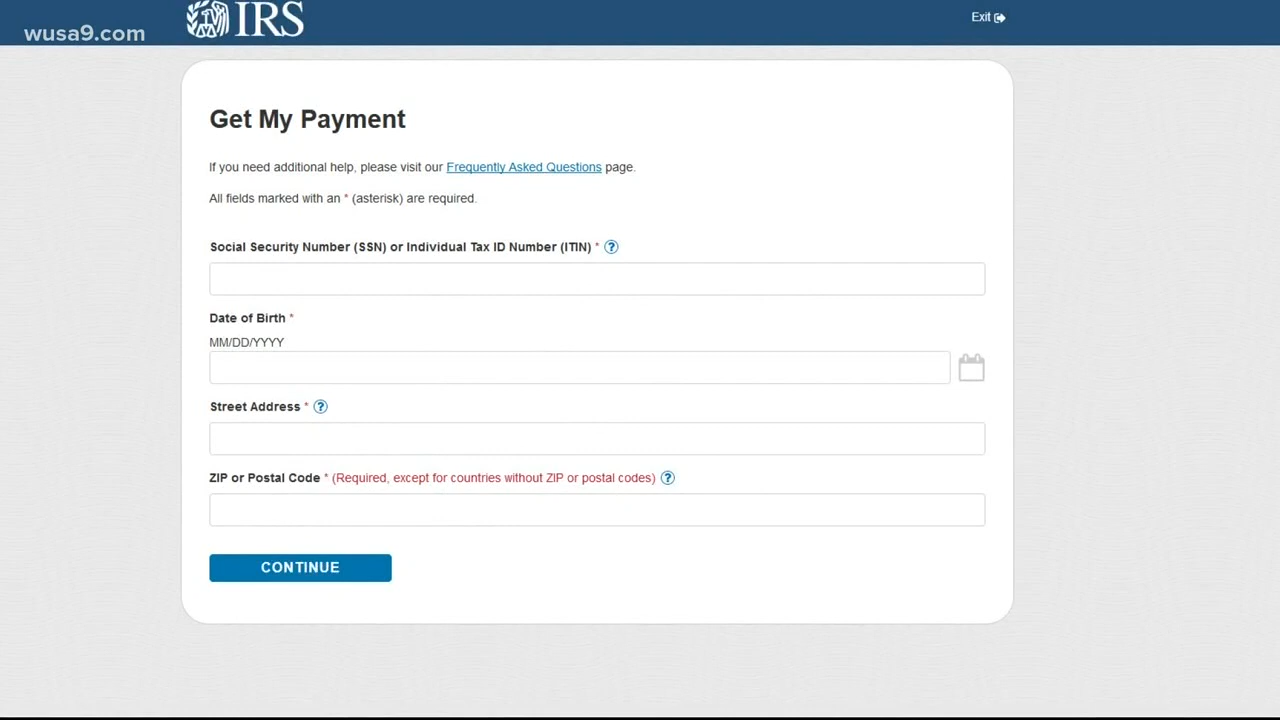 wusa9.com
IRS
Exit
Get My Payment
If you need additional help, please visit our Frequently Asked Questions page.
All fields marked with an * (asterisk) are required.
Social Security Number (SSN) or Individual Tax ID Number (ITIN) * ?
Date of Birth *
MM/DD/YYYY
Street Address * ?
ZIP or Postal Code * (Required, except for countries without ZIP or postal codes) ?
CONTINUE